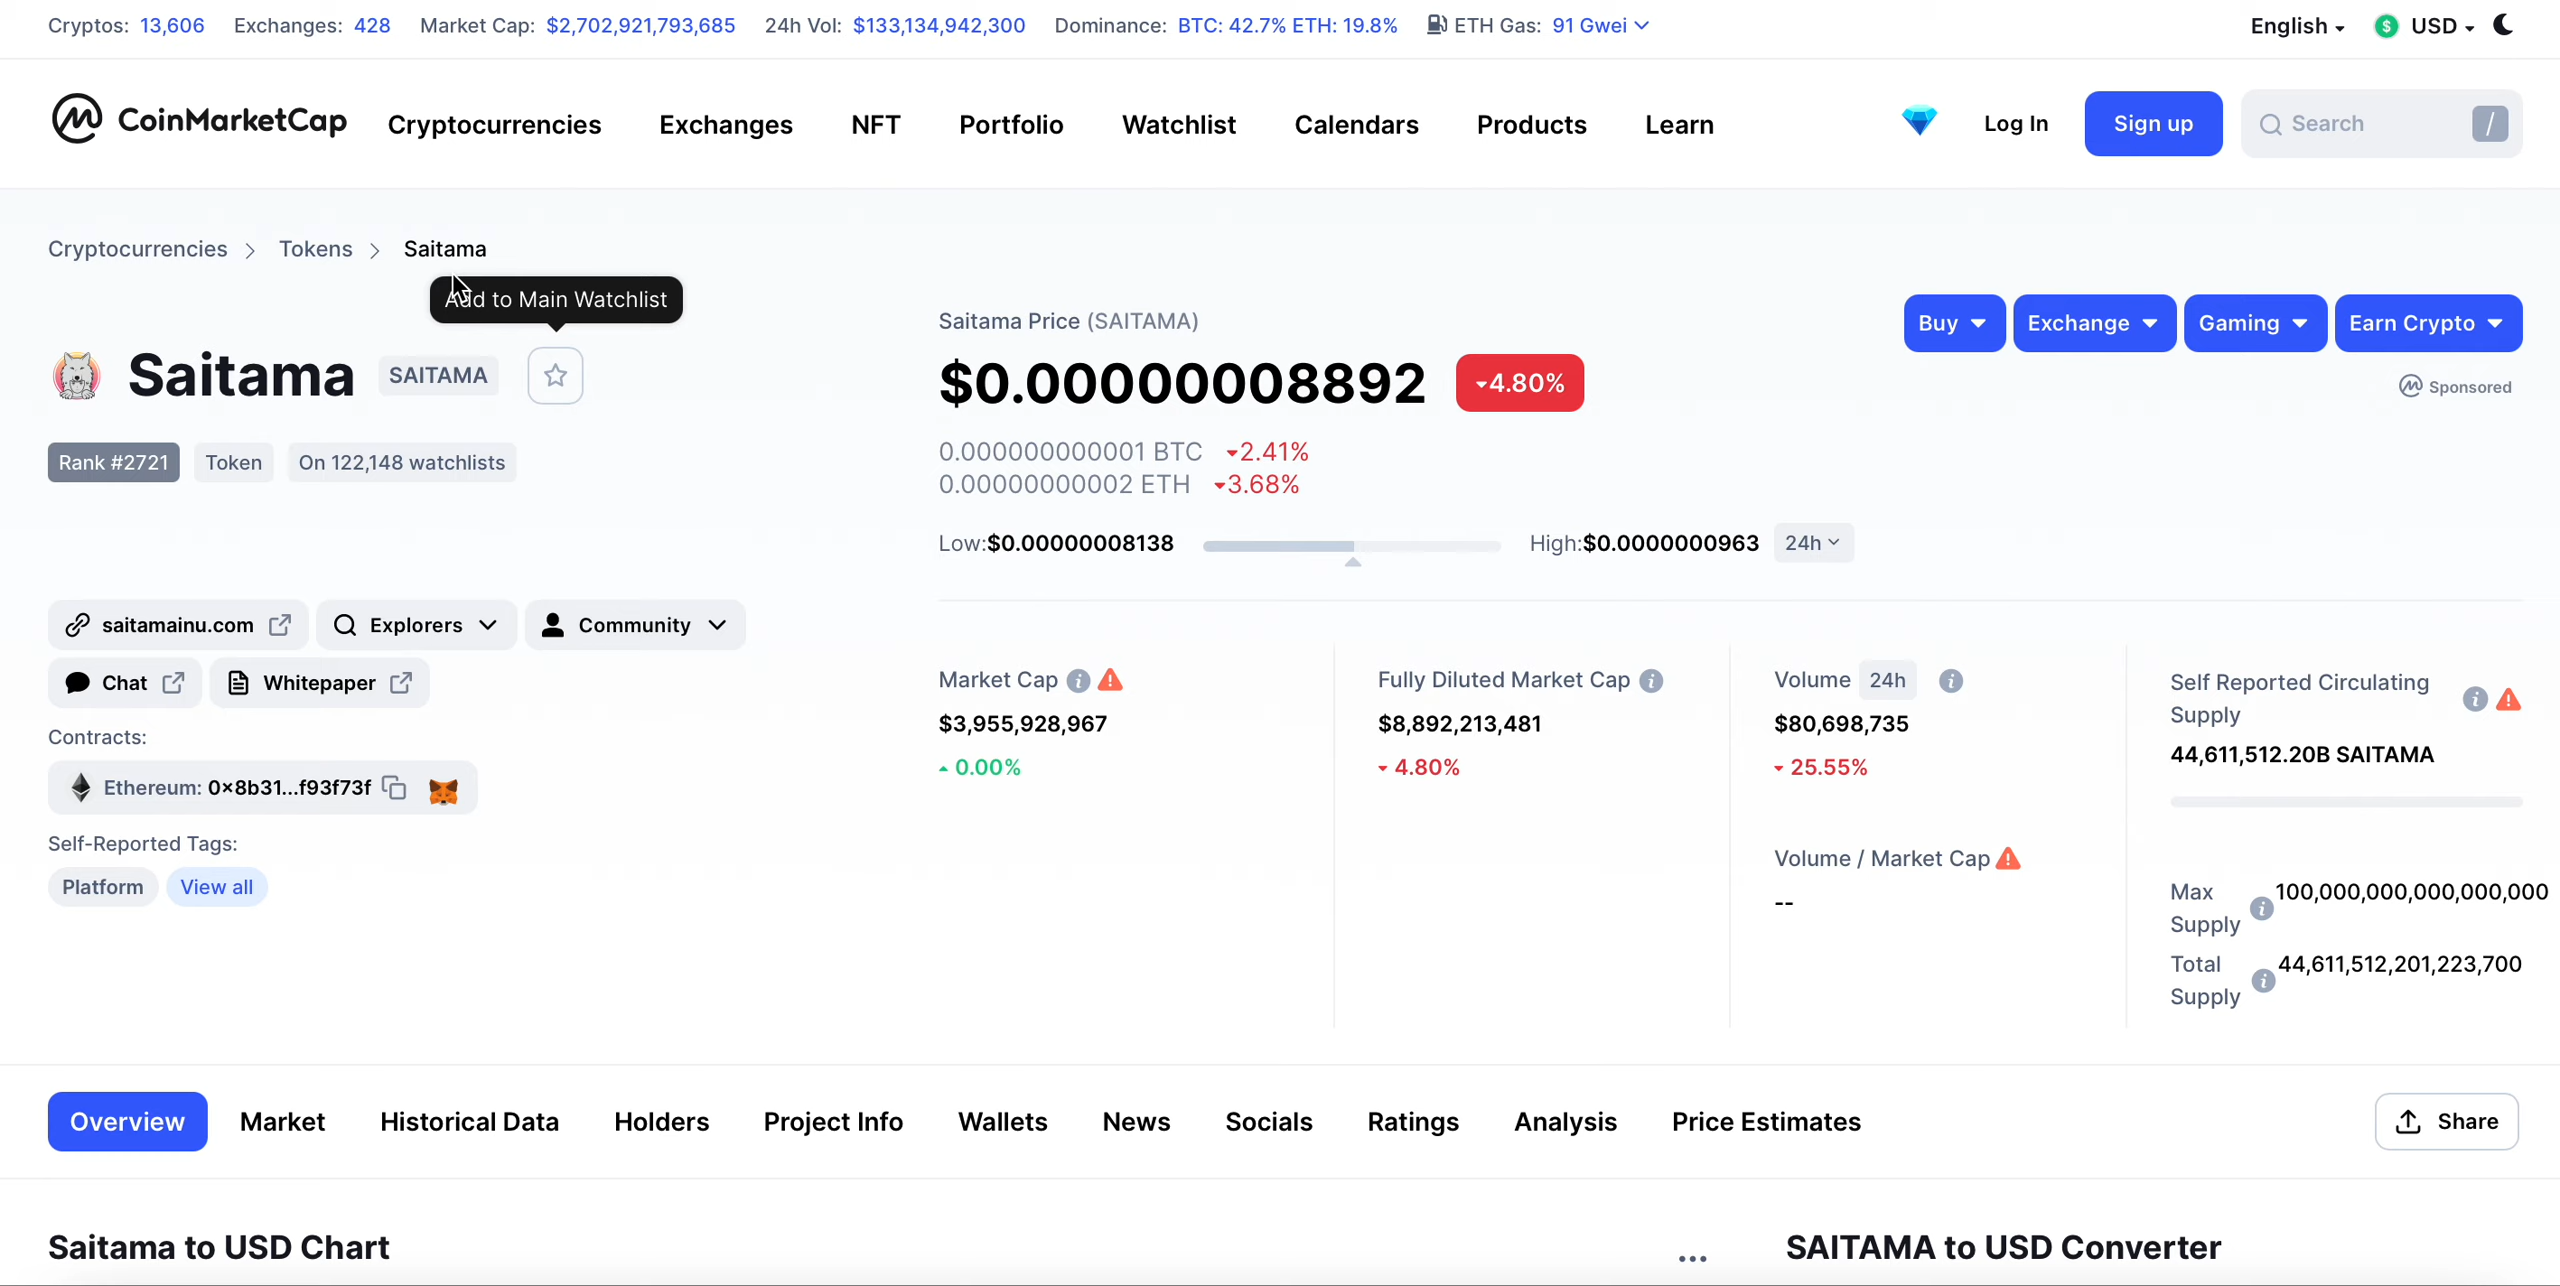 Cryptos: 13,606 Exchanges: 428 Market Cap: $2,702,921,793,685 24h Vol: $133,134,942,300 Dominance: BTC: 42.7% ETH: 19.8% ETH Gas: 91 Gwei English USD
CoinMarketCap Cryptocurrencies Exchanges NFT Portfolio Watchlist Calendars Products Learn Log In Sign up Search /
Cryptocurrencies > Tokens > Saitama
Add to Main Watchlist
Saitama SAITAMA
Rank #2721 Token On 122,148 watchlists
saitamainu.com Explorers Community
Chat Whitepaper
Contracts:
Ethereum: 0x8b31...f93f73f
Self-Reported Tags:
Platform View all
Saitama Price (SAITAMA)
$0.00000008892 4.80%
0.000000000001 BTC 2.41%
0.00000000002 ETH 3.68%
Low:$0.00000008138 High:$0.0000000963 24h
Buy Exchange Gaming Earn Crypto
Sponsored
Market Cap
$3,955,928,967
0.00%
Fully Diluted Market Cap
$8,892,213,481
4.80%
Volume 24h
$80,698,735
25.55%
Volume / Market Cap
--
Self Reported Circulating
Supply
44,611,512.20B SAITAMA
Max 100,000,000,000,000,000
Supply
Total 44,611,512,201,223,700
Supply
Overview Market Historical Data Holders Project Info Wallets News Socials Ratings Analysis Price Estimates Share
Saitama to USD Chart ... SAITAMA to USD Converter